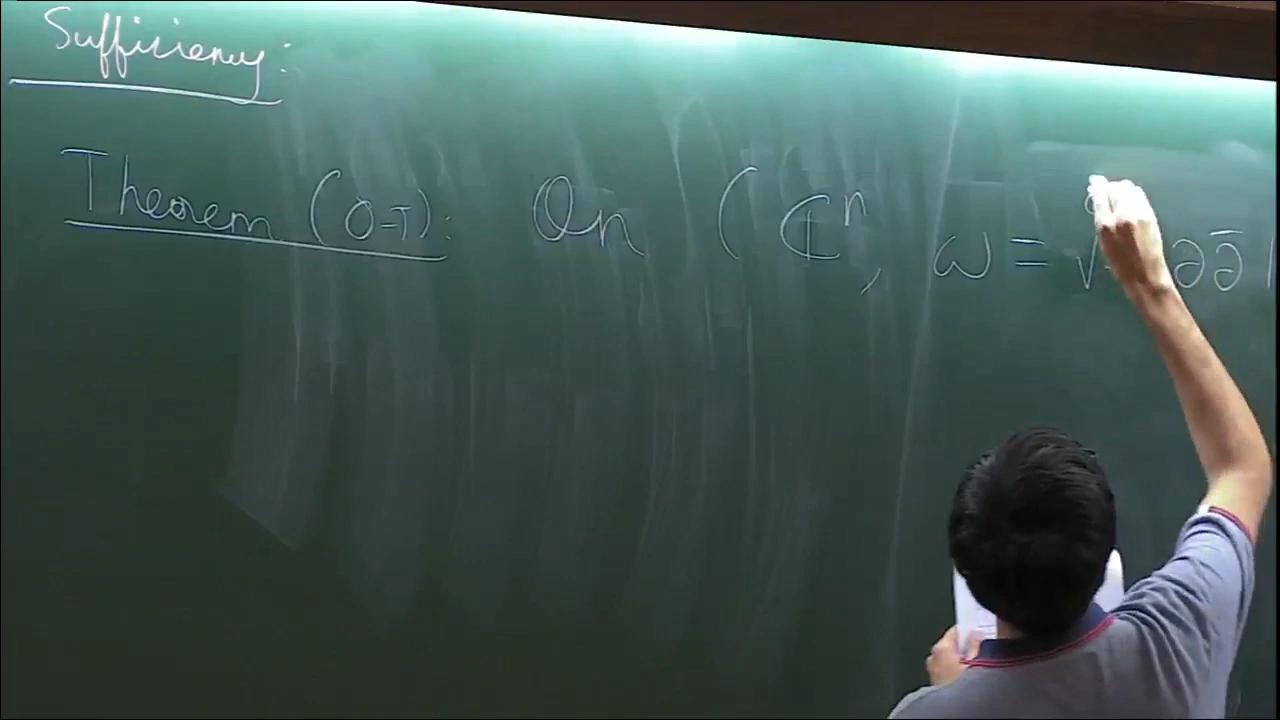 Sufficiency:
Theorem (O-T): On (ℂⁿ, ω = √ ∂∂̄ |